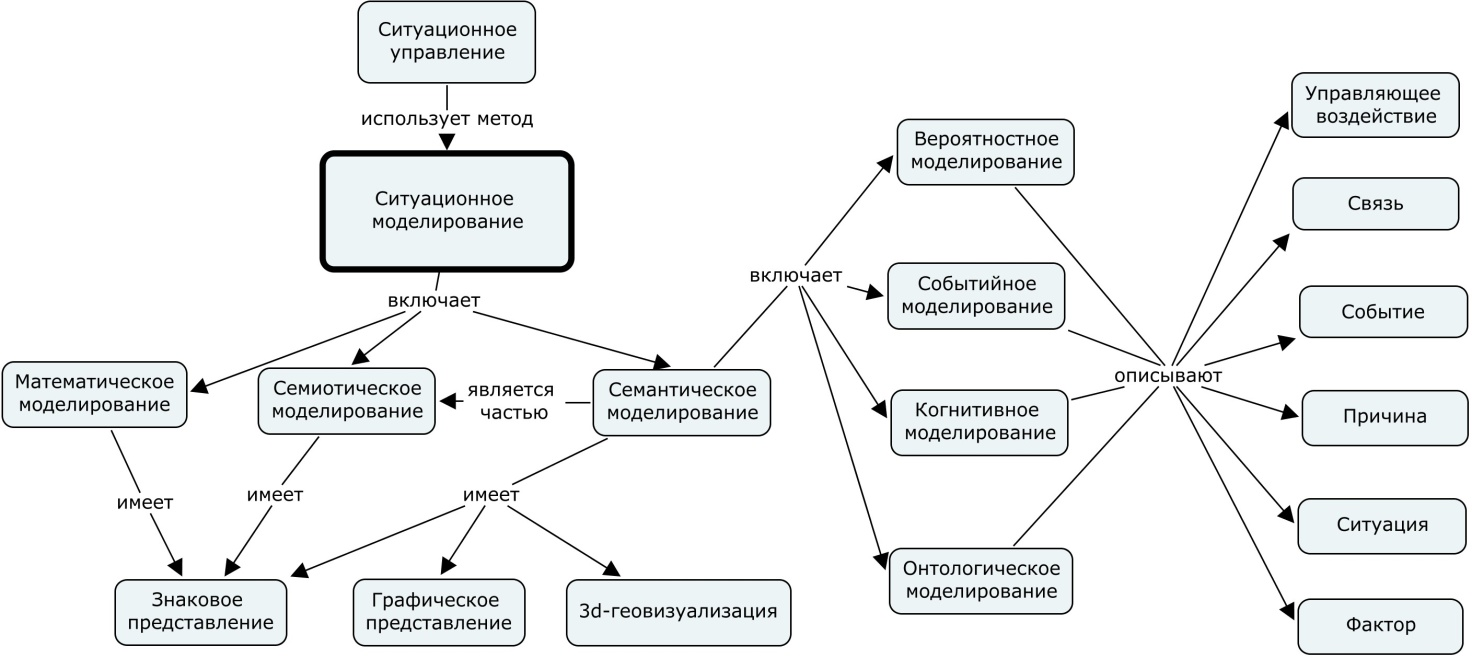 Ситуационное
управление
использует метод
Ситуационное
моделирование
включает
Математическое
моделирование
Семиотическое
моделирование
является
частью
Семантическое
моделирование
имеет
имеет
имеет
Знаковое
представление
Графическое
представление
3d-геовизуализация
включает
Вероятностное
моделирование
Событийное
моделирование
Когнитивное
моделирование
Онтологическое
моделирование
описывают
Управляющее
воздействие
Связь
Событие
Причина
Ситуация
Фактор